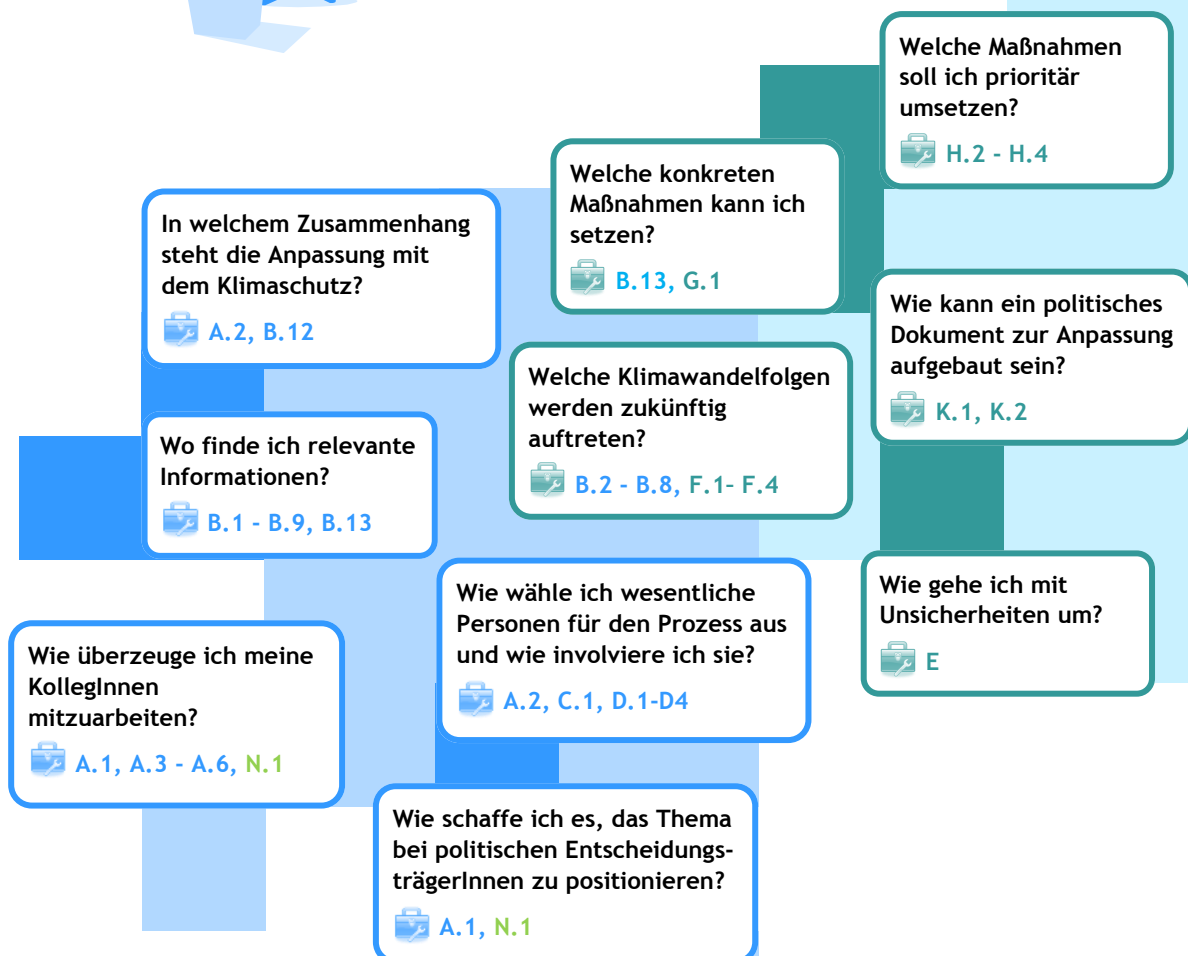 Welche Maßnahmen
soll ich prioritär
umsetzen?
H.2 - H.4
Welche konkreten
Maßnahmen kann ich
setzen?
B.13, G.1
In welchem Zusammenhang
steht die Anpassung mit
dem Klimaschutz?
A.2, B.12
Wie kann ein politisches
Dokument zur Anpassung
aufgebaut sein?
K.1, K.2
Welche Klimawandelfolgen
werden zukünftig
auftreten?
B.2 - B.8, F.1- F.4
Wo finde ich relevante
Informationen?
B.1 - B.9, B.13
Wie wähle ich wesentliche
Personen für den Prozess aus
und wie involviere ich sie?
A.2, C.1, D.1-D4
Wie gehe ich mit
Unsicherheiten um?
E
Wie überzeuge ich meine
KollegInnen
mitzuarbeiten?
A.1, A.3 - A.6, N.1
Wie schaffe ich es, das Thema
bei politischen Entscheidungs-
trägerInnen zu positionieren?
A.1, N.1